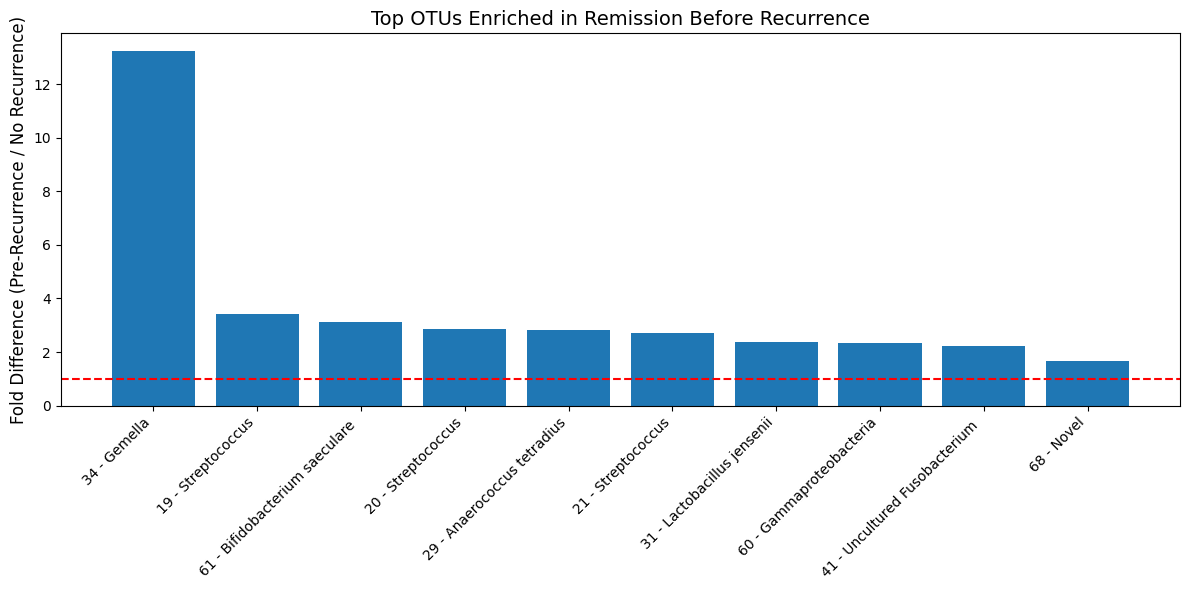 Top OTUs Enriched in Remission Before Recurrence
Fold Difference (Pre-Recurrence / No Recurrence)
12
10
8
6
4
2
0
34 - Gemella
19 - Streptococcus
61 - Bifidobacterium saeculare
20 - Streptococcus
29 - Anaerococcus tetradius
21 - Streptococcus
31 - Lactobacillus jensenii
60 - Gammaproteobacteria
41 - Uncultured Fusobacterium
68 - Novel